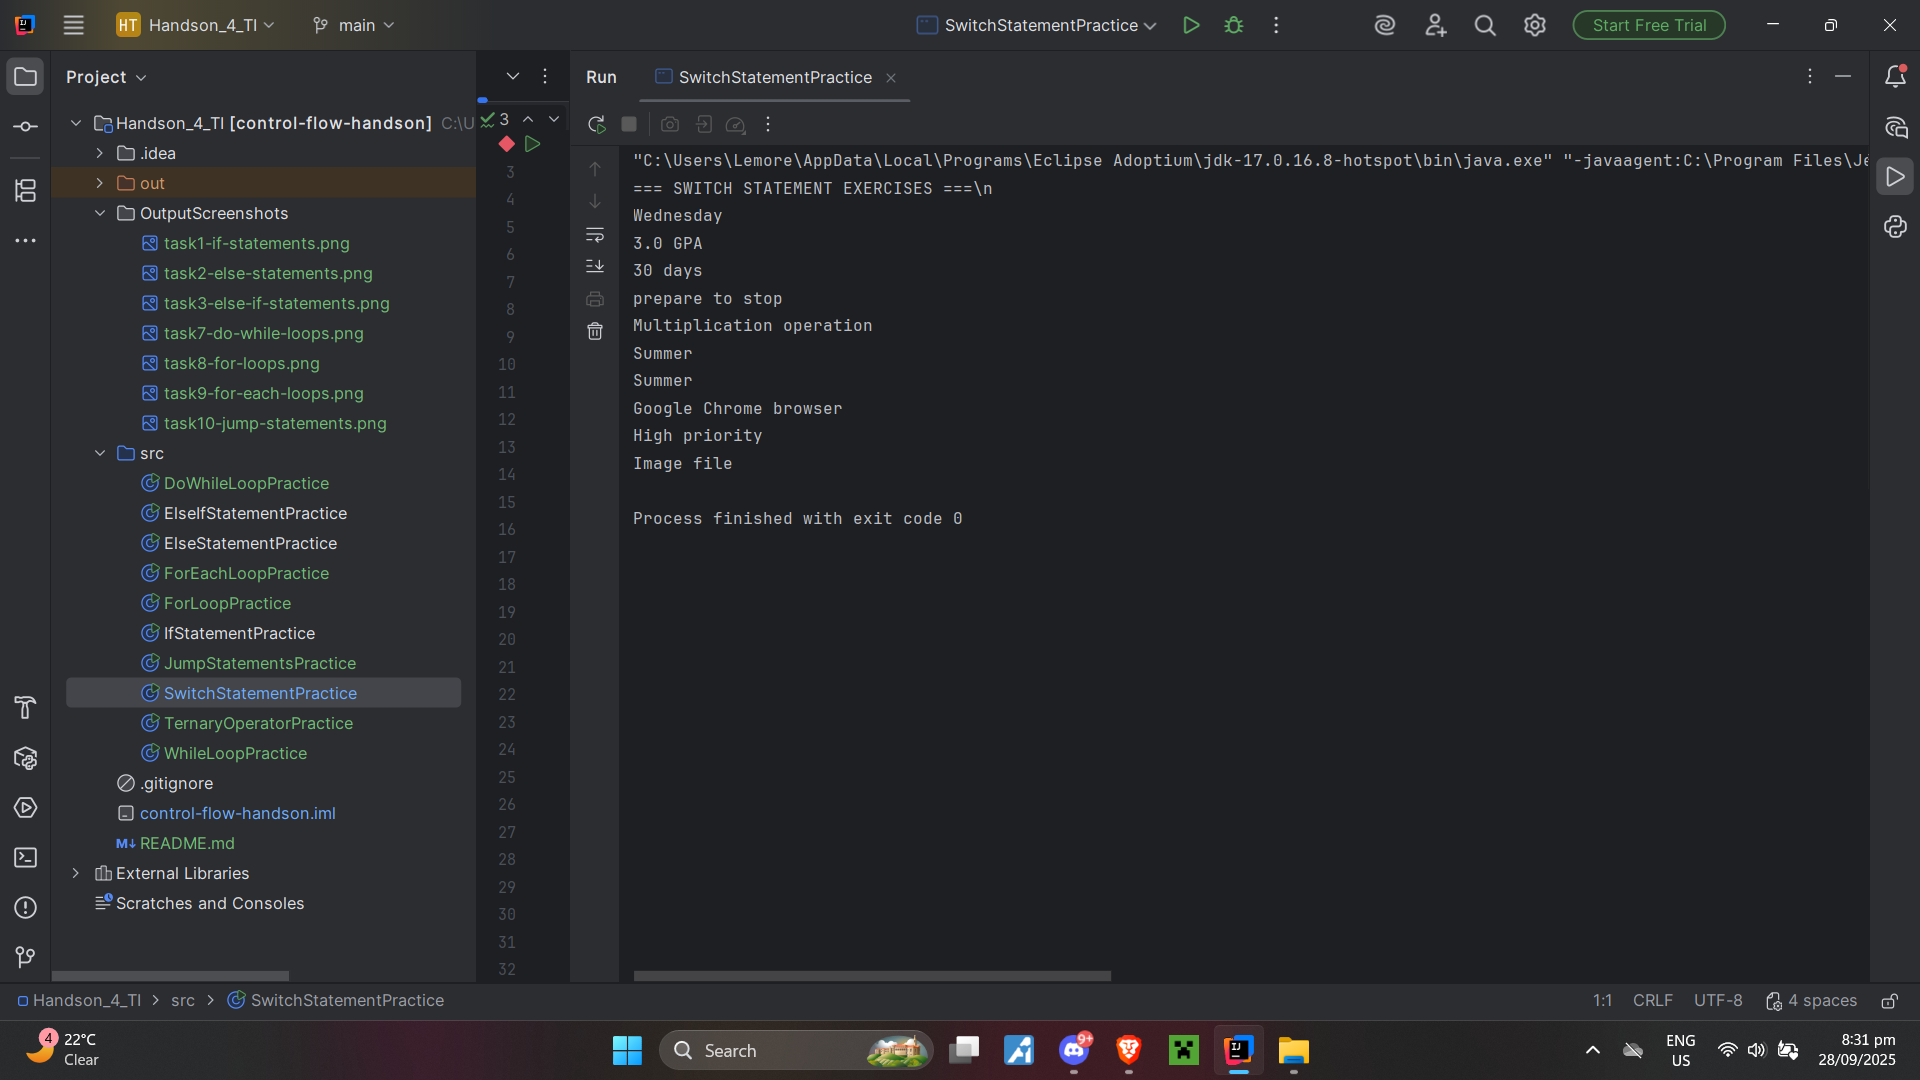 HT Handson_4_TI main SwitchStatementPractice Start Free Trial
Project
Handson_4_TI [control-flow-handson] C:\U
.idea
out
OutputScreenshots
task1-if-statements.png
task2-else-statements.png
task3-else-if-statements.png
task7-do-while-loops.png
task8-for-loops.png
task9-for-each-loops.png
task10-jump-statements.png
src
DoWhileLoopPractice
ElseIfStatementPractice
ElseStatementPractice
ForEachLoopPractice
ForLoopPractice
IfStatementPractice
JumpStatementsPractice
SwitchStatementPractice
TernaryOperatorPractice
WhileLoopPractice
.gitignore
control-flow-handson.iml
M↓ README.md
External Libraries
Scratches and Consoles
3
3
4
5
6
7
8
9
10
11
12
13
14
15
16
17
18
19
20
21
22
23
24
25
26
27
28
29
30
31
32
Run SwitchStatementPractice
"C:\Users\Lemore\AppData\Local\Programs\Eclipse Adoptium\jdk-17.0.16.8-hotspot\bin\java.exe" "-javaagent:C:\Program Files\Je
=== SWITCH STATEMENT EXERCISES ===\n
Wednesday
3.0 GPA
30 days
prepare to stop
Multiplication operation
Summer
Summer
Google Chrome browser
High priority
Image file
Process finished with exit code 0
Handson_4_TI > src > SwitchStatementPractice
1:1 CRLF UTF-8 4 spaces
4
22°C
Clear
Search
9+
ENG
US
8:31 pm
28/09/2025